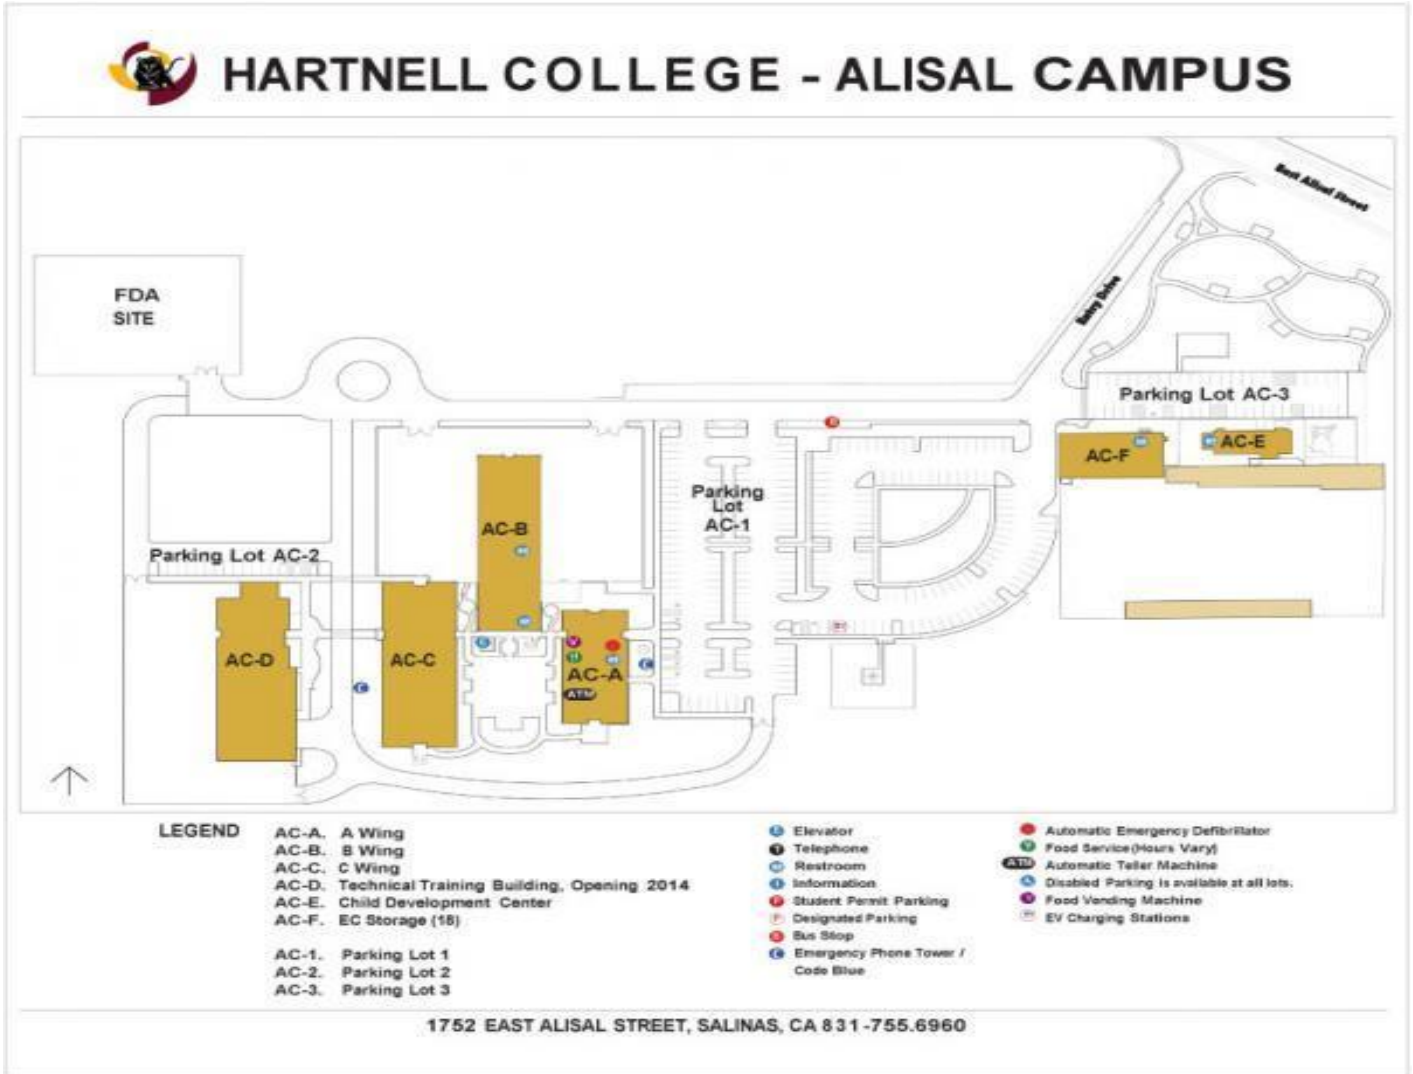 HARTNELL COLLEGE - ALISAL CAMPUS
East Alisal Street
FDA
SITE
Entry Drive
Parking Lot AC-3
AC-F
AC-E
Parking
Lot
AC-1
AC-B
Parking Lot AC-2
AC-D
AC-C
AC-A
ATM
LEGEND
AC-A. A Wing
AC-B. B Wing
AC-C. C Wing
AC-D. Technical Training Building, Opening 2014
AC-E. Child Development Center
AC-F. EC Storage (18)
AC-1. Parking Lot 1
AC-2. Parking Lot 2
AC-3. Parking Lot 3
Elevator
Telephone
Restroom
Information
Student Permit Parking
Designated Parking
Bus Stop
Emergency Phone Tower /
Code Blue
Automatic Emergency Defibrillator
Food Service(Hours Vary)
ATM Automatic Teller Machine
Disabled Parking is available at all lots.
Food Vending Machine
EV Charging Stations
1752 EAST ALISAL STREET, SALINAS, CA 831-755.6960